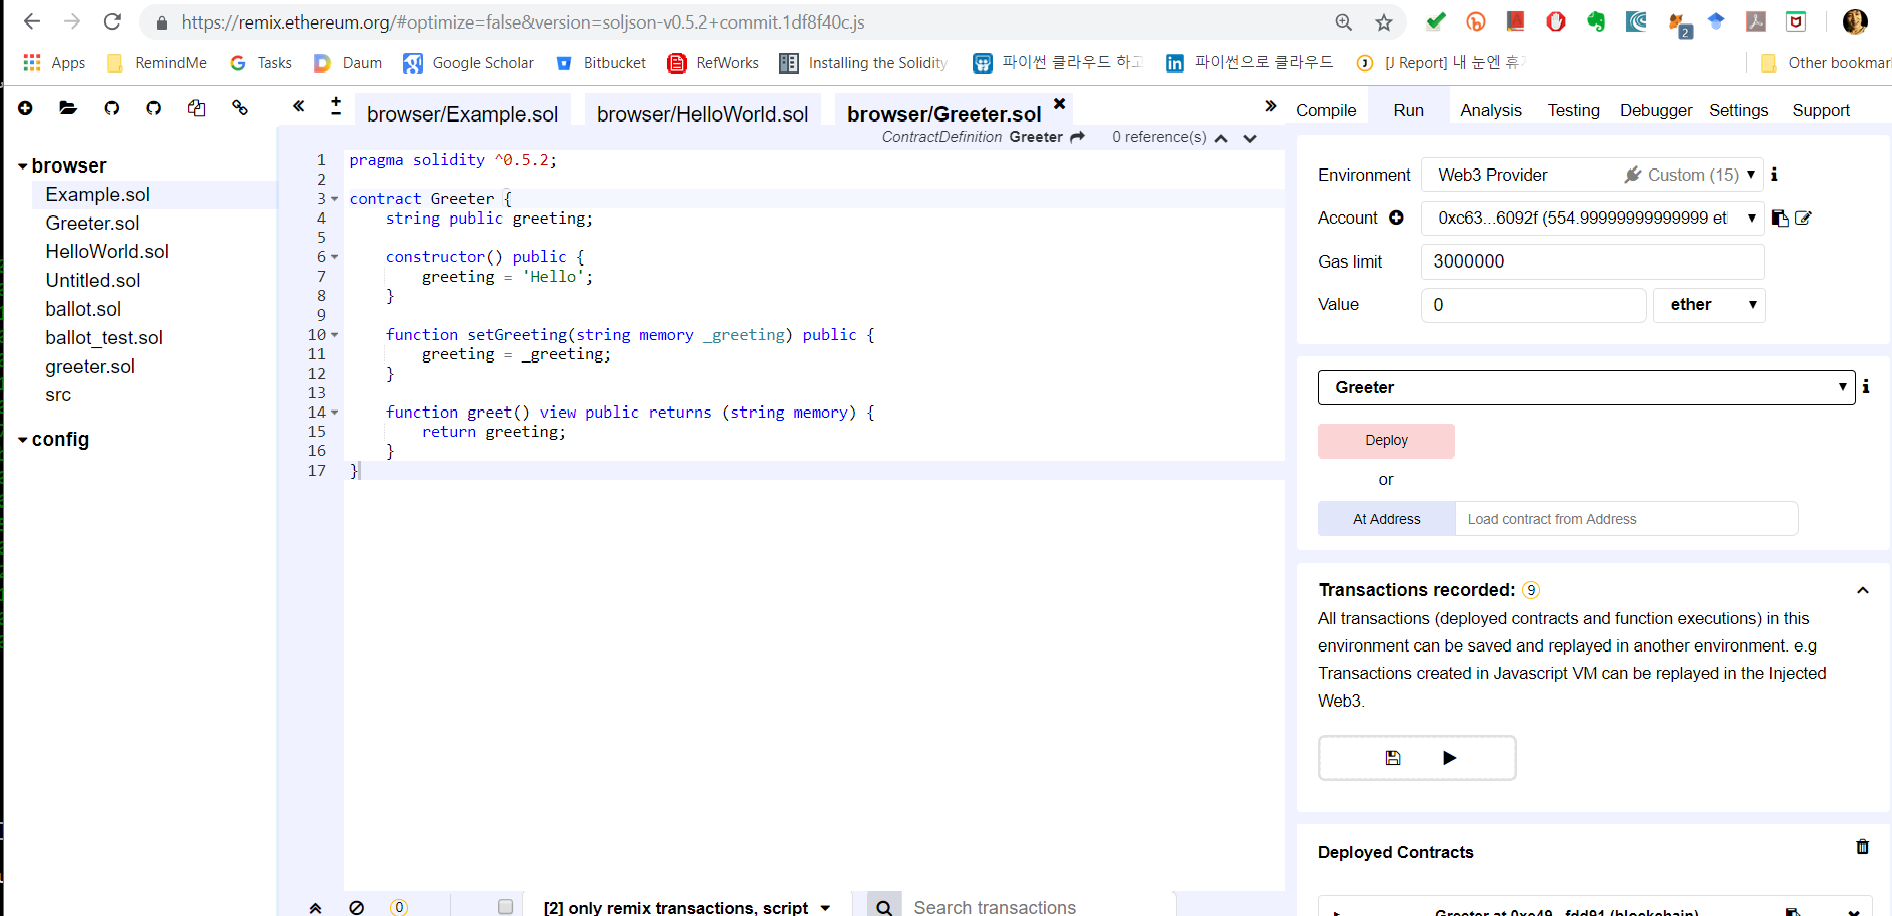 https://remix.ethereum.org/#optimize=false&version=soljson-v0.5.2+commit.1df8f40c.js
2
Apps RemindMe Tasks Daum Google Scholar Bitbucket RefWorks Installing the Solidity 파이썬 클라우드 하고 파이썬으로 클라우드 [J Report] 내 눈엔 Other bookmar
browser/Example.sol browser/HelloWorld.sol browser/Greeter.sol
Compile Run Analysis Testing Debugger Settings Support
ContractDefinition Greeter 0 reference(s)
browser
Example.sol
Greeter.sol
HelloWorld.sol
Untitled.sol
ballot.sol
ballot_test.sol
greeter.sol
src
config
1 pragma solidity ^0.5.2;
2
3 contract Greeter {
4 string public greeting;
5
6 constructor() public {
7 greeting = 'Hello';
8 }
9
10 function setGreeting(string memory _greeting) public {
11 greeting = _greeting;
12 }
13
14 function greet() view public returns (string memory) {
15 return greeting;
16 }
17 }
0
[2] only remix transactions, script
Search transactions
Environment Web3 Provider Custom (15)
Account 0xc63...6092f (554.99999999999999 et
Gas limit 3000000
Value 0 ether
Greeter
Deploy
or
At Address Load contract from Address
Transactions recorded: 9
All transactions (deployed contracts and function executions) in this
environment can be saved and replayed in another environment. e.g
Transactions created in Javascript VM can be replayed in the Injected
Web3.
Deployed Contracts
Greeter at 0xe49...fdd91 (blockchain)